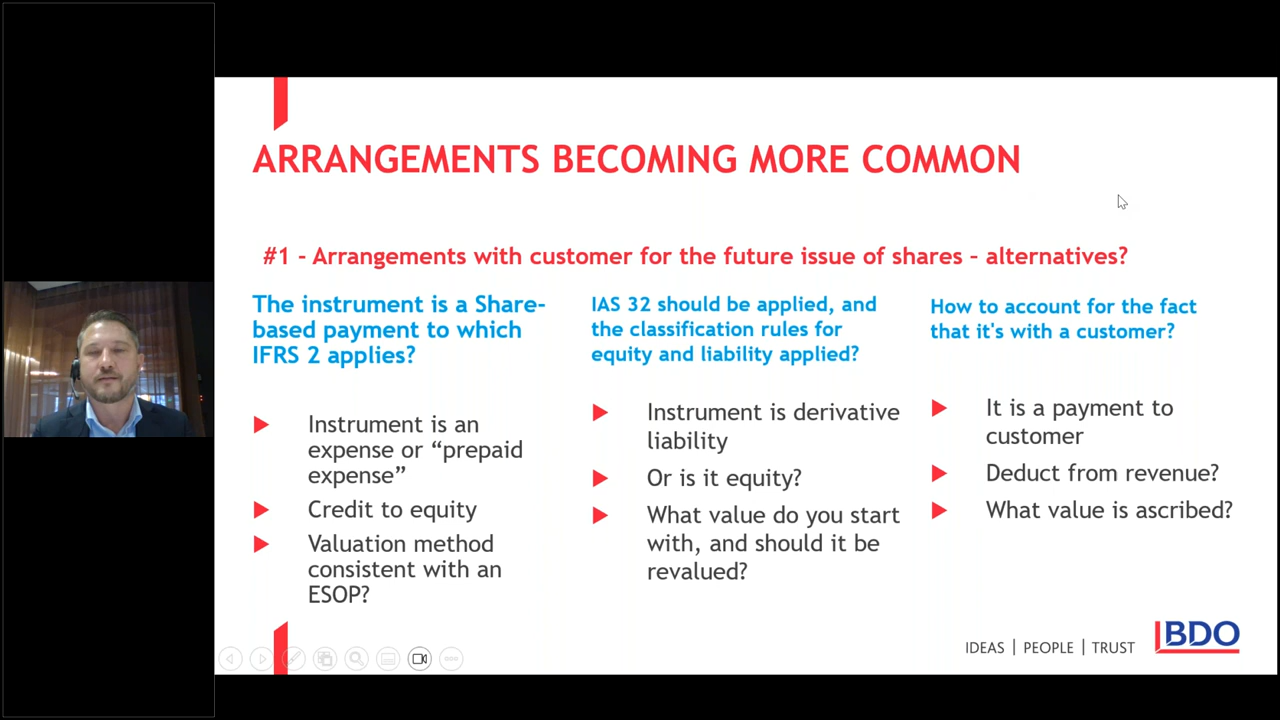 ARRANGEMENTS BECOMING MORE COMMON
#1 - Arrangements with customer for the future issue of shares – alternatives?
The instrument is a Share-
based payment to which
IFRS 2 applies?
Instrument is an
expense or “prepaid
expense”
Credit to equity
Valuation method
consistent with an
ESOP?
IAS 32 should be applied, and
the classification rules for
equity and liability applied?
Instrument is derivative
liability
Or is it equity?
What value do you start
with, and should it be
revalued?
How to account for the fact
that it's with a customer?
It is a payment to
customer
Deduct from revenue?
What value is ascribed?
IDEAS | PEOPLE | TRUST
BDO